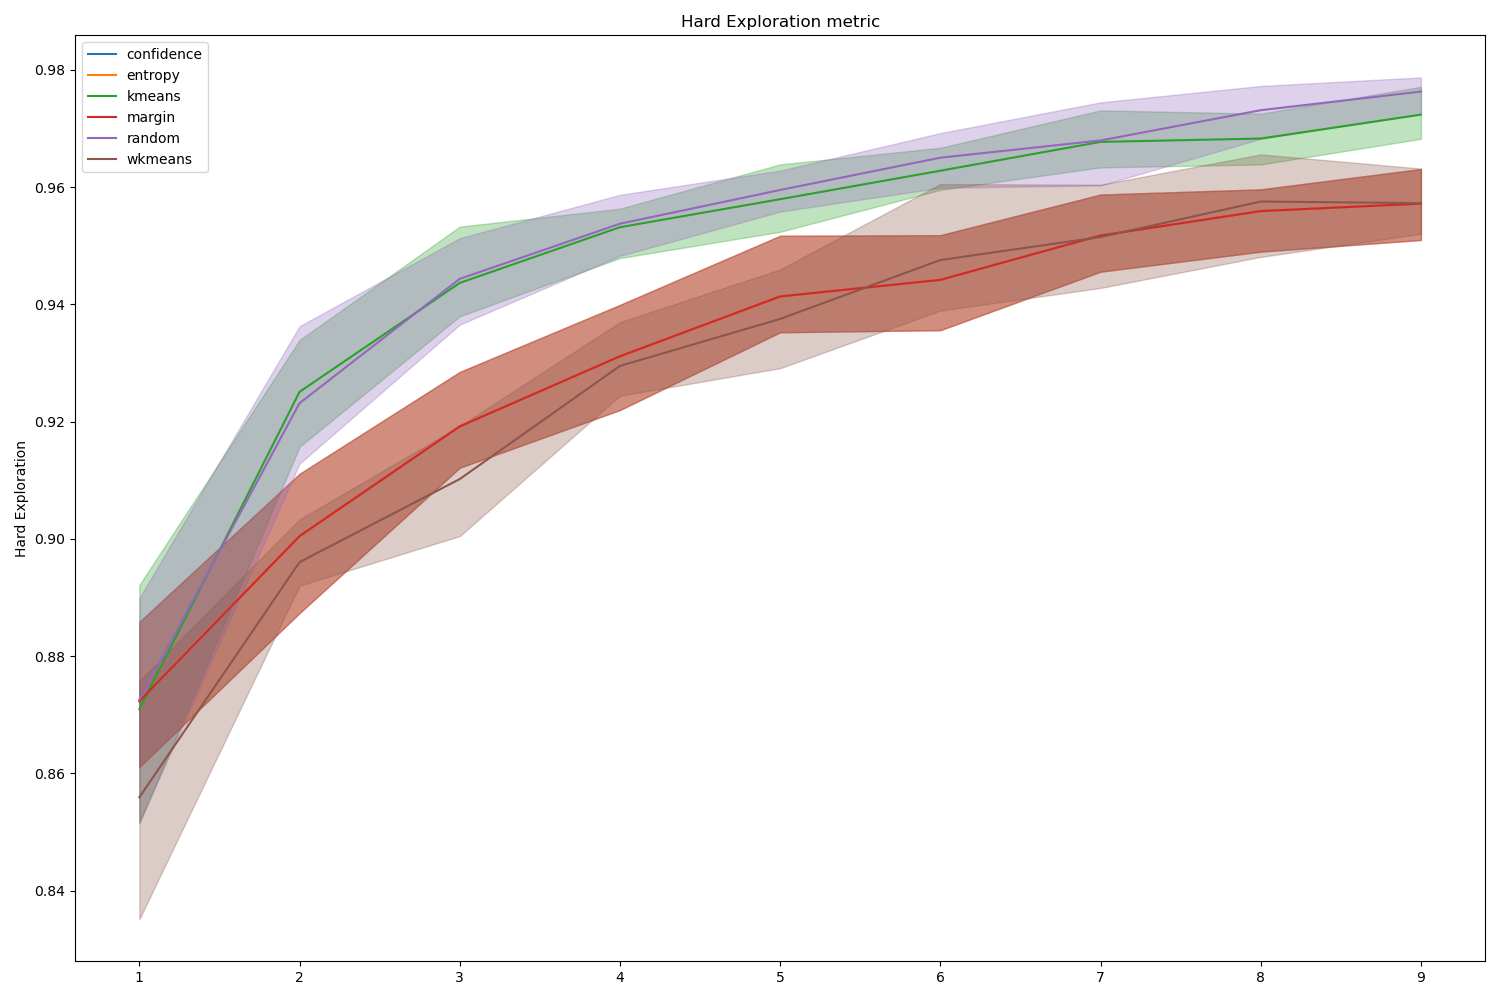 Hard Exploration metric
confidence
entropy
kmeans
margin
random
wkmeans
Hard Exploration
0.98
0.96
0.94
0.92
0.90
0.88
0.86
0.84
1 2 3 4 5 6 7 8 9